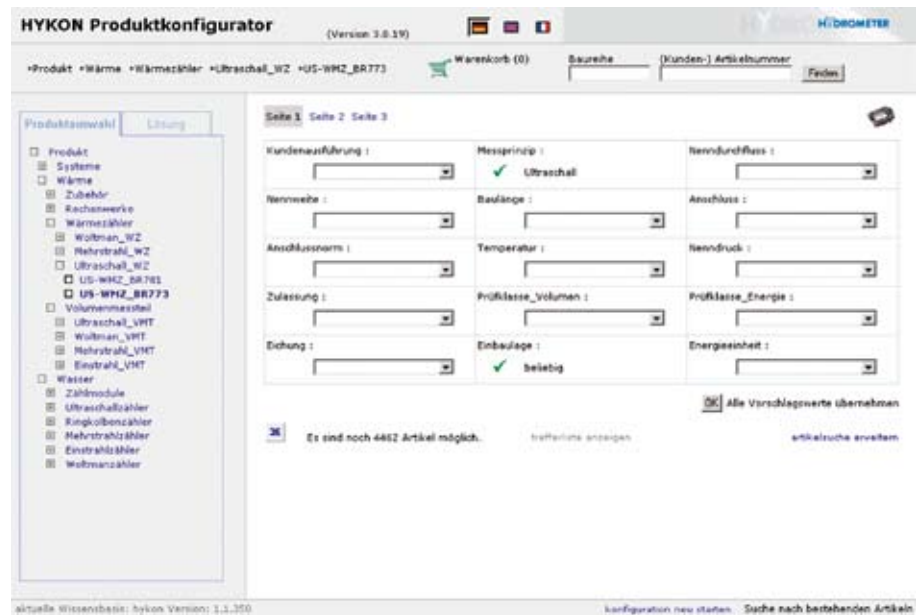 HYKON Produktkonfigurator
(Version 3.0.19)
HYDROMETER
•Produkt •Wärme •Wärmezähler •Ultraschall_WZ •US-WMZ_BR773
Warenkorb (0)
Baureihe
(Kunden-) Artikelnummer
Finden
Produktauswahl
Lösung
Produkt
Systeme
Wärme
Zubehör
Rechenwerke
Wärmezähler
Woltman_WZ
Mehrstrahl_WZ
Ultraschall_WZ
US-WMZ_BR781
US-WMZ_BR773
Volumenmessteil
Ultraschall_VMT
Woltman_VMT
Mehrstrahl_VMT
Einstrahl_VMT
Wasser
Zählmodule
Ultraschallzähler
Ringkolbenzähler
Mehrstrahlzähler
Einstrahlzähler
Woltmanzähler
Seite 1 Seite 2 Seite 3
Kundenausführung :
Messprinzip :
Ultraschall
Nenndurchfluss :
Nennweite :
Baulänge :
Anschluss :
Anschlussnorm :
Temperatur :
Nenndruck :
Zulassung :
Prüfklasse_Volumen :
Prüfklasse_Energie :
Eichung :
Einbaulage :
beliebig
Energieeinheit :
OK Alle Vorschlagswerte übernehmen
Es sind noch 4462 Artikel möglich.
trefferliste anzeigen
artikelsuche erweitern
aktuelle Wissensbasis: hykon Version: 1.1.350
konfiguration neu starten
Suche nach bestehenden Artikeln